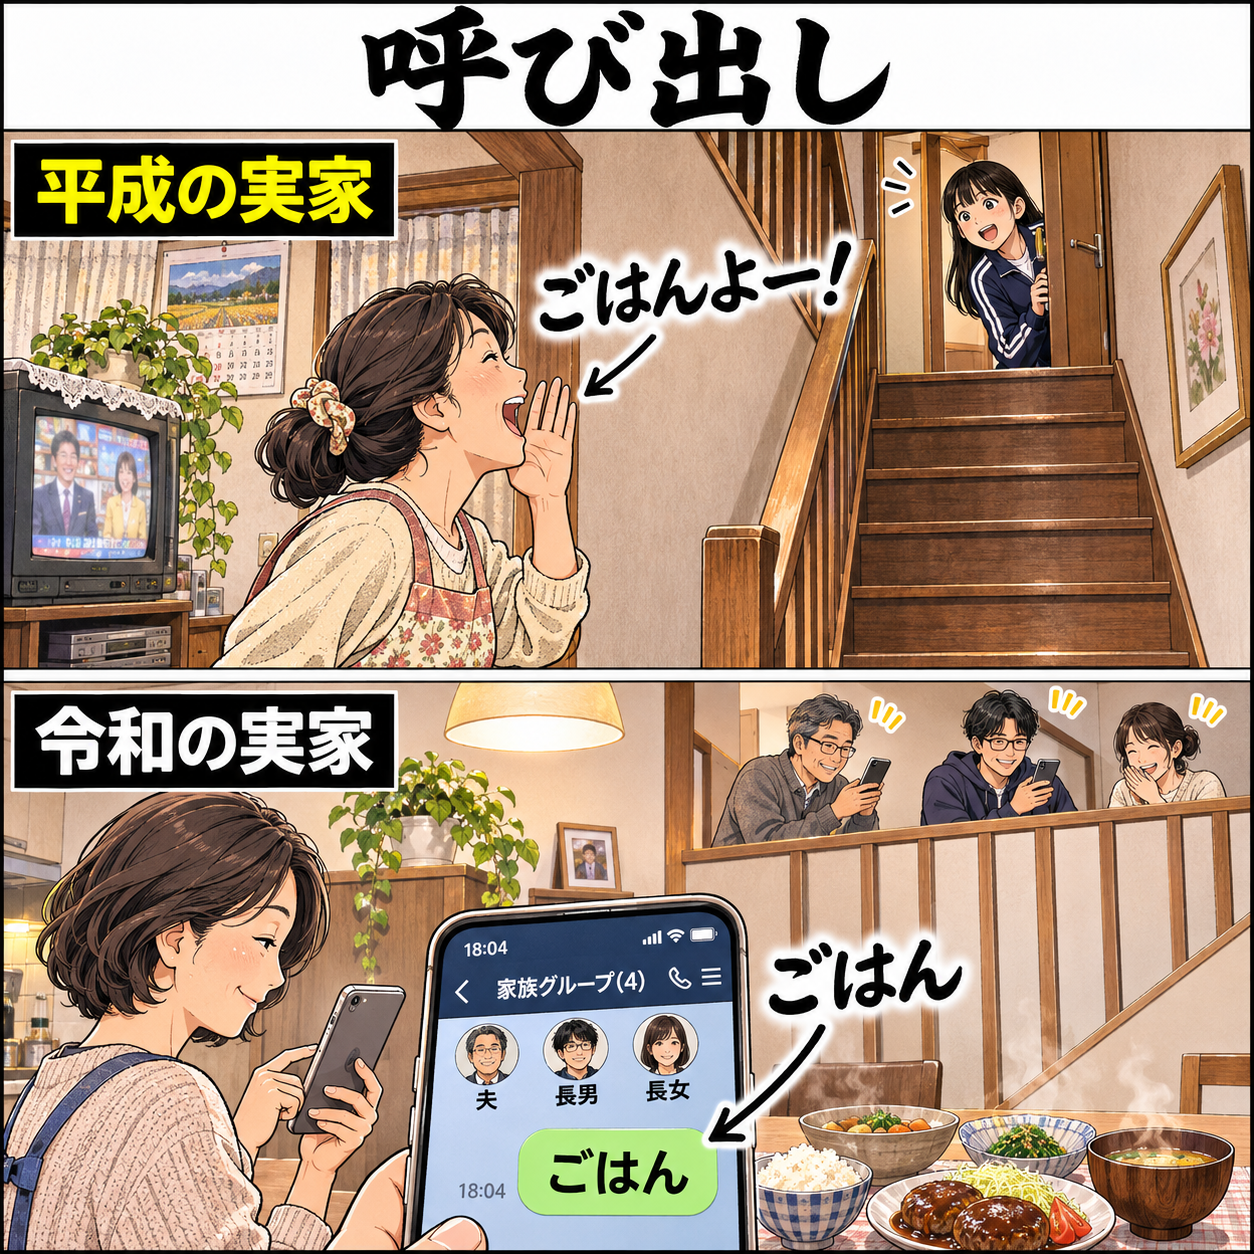 呼び出し
平成の実家
ごはんよー!
令和の実家
18:04
家族グループ(4)
夫
長男
長女
ごはん
18:04
ごはん